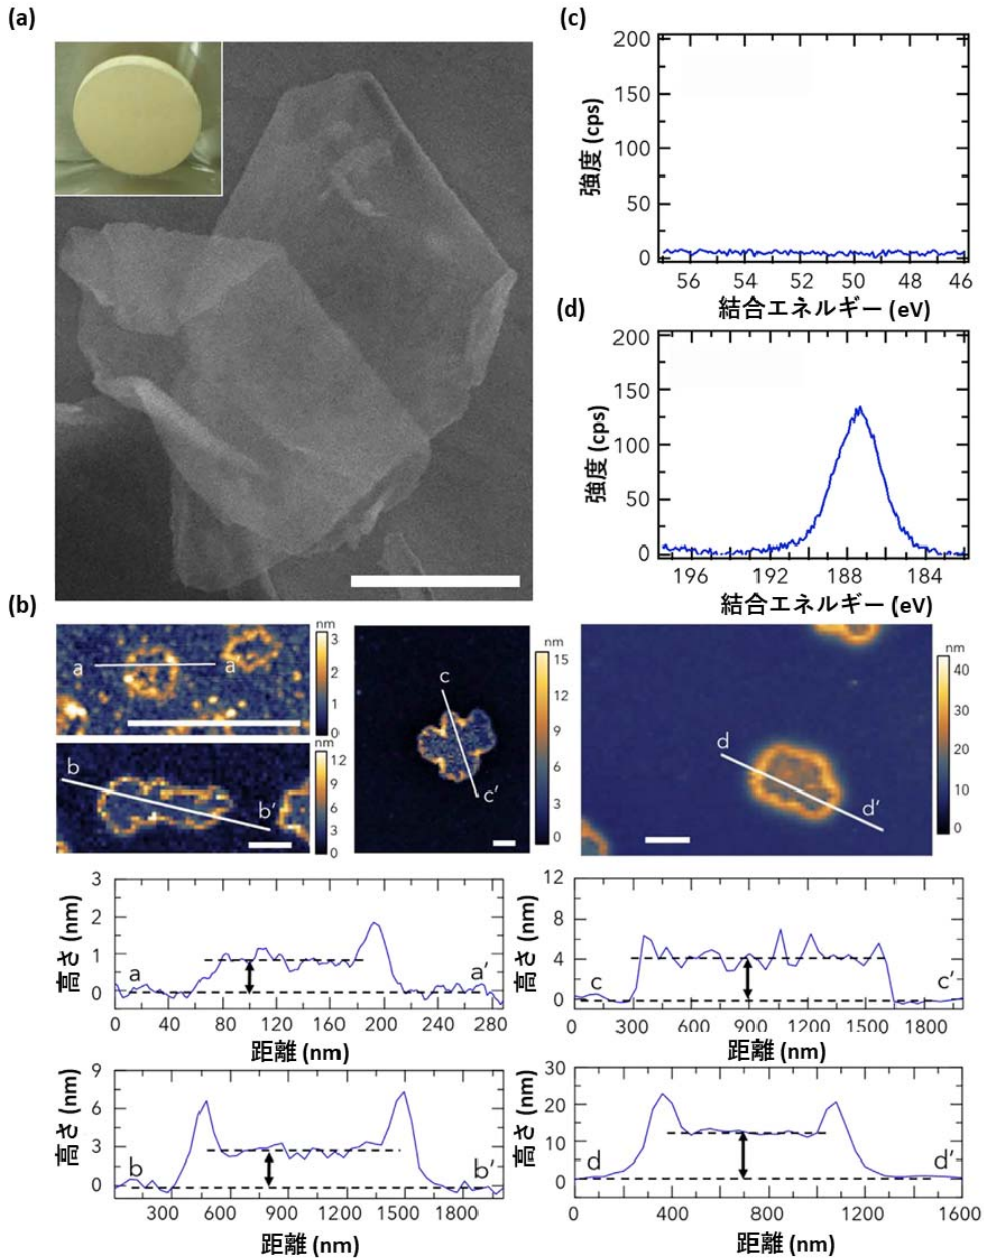 (a)
(c)
200
150
100
50
0
強度 (cps)
56 54 52 50 48 46
結合エネルギー (eV)
(d)
200
150
100
50
0
強度 (cps)
196 192 188 184
結合エネルギー (eV)
(b)
a a
nm
3
2
1
0
b b′
nm
12
9
6
3
c
c′
nm
15
12
9
6
3
0
d
d′
nm
40
30
20
10
0
3
2
1
0
高さ (nm)
a a′
0 40 80 120 160 200 240 280
距離 (nm)
12
8
4
0
高さ (nm)
c c′
0 300 600 900 1200 1500 1800
距離 (nm)
9
6
3
0
高さ (nm)
b b′
300 600 900 1200 1500 1800
距離 (nm)
30
20
10
0
高さ (nm)
d d′
0 400 800 1200 1600
距離 (nm)